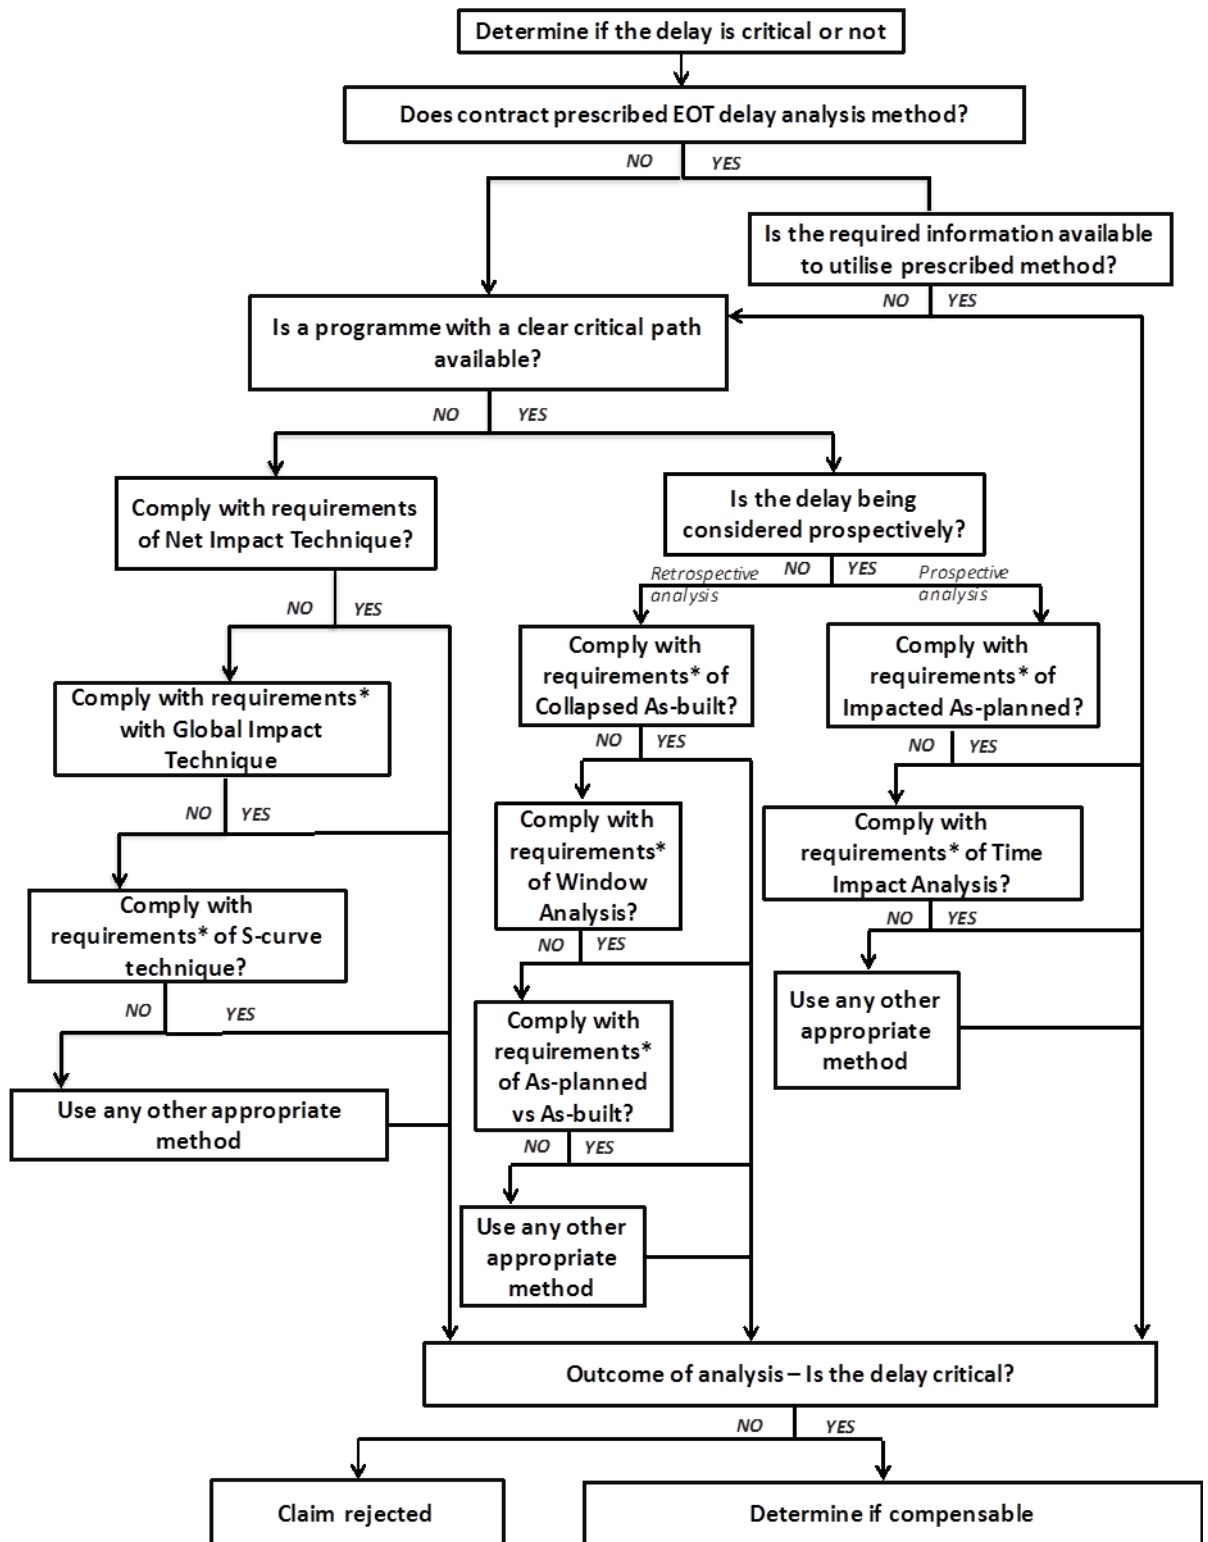 Determine if the delay is critical or not
Does contract prescribed EOT delay analysis method?
NO YES
Is the required information available
to utilise prescribed method?
NO YES
Is a programme with a clear critical path
available?
NO YES
Comply with requirements
of Net Impact Technique?
NO YES
Is the delay being
considered prospectively?
NO YES
Retrospective
analysis
Prospective
analysis
Comply with requirements*
with Global Impact
Technique
NO YES
Comply with
requirements* of S-curve
technique?
NO YES
Use any other appropriate
method
Comply with
requirements* of
Collapsed As-built?
NO YES
Comply with
requirements*
of Window
Analysis?
NO YES
Comply with
requirements*
of As-planned
vs As-built?
NO YES
Use any other
appropriate
method
Comply with
requirements* of
Impacted As-planned?
NO YES
Comply with
requirements* of Time
Impact Analysis?
NO YES
Use any other
appropriate
method
Outcome of analysis – Is the delay critical?
NO YES
Claim rejected
Determine if compensable